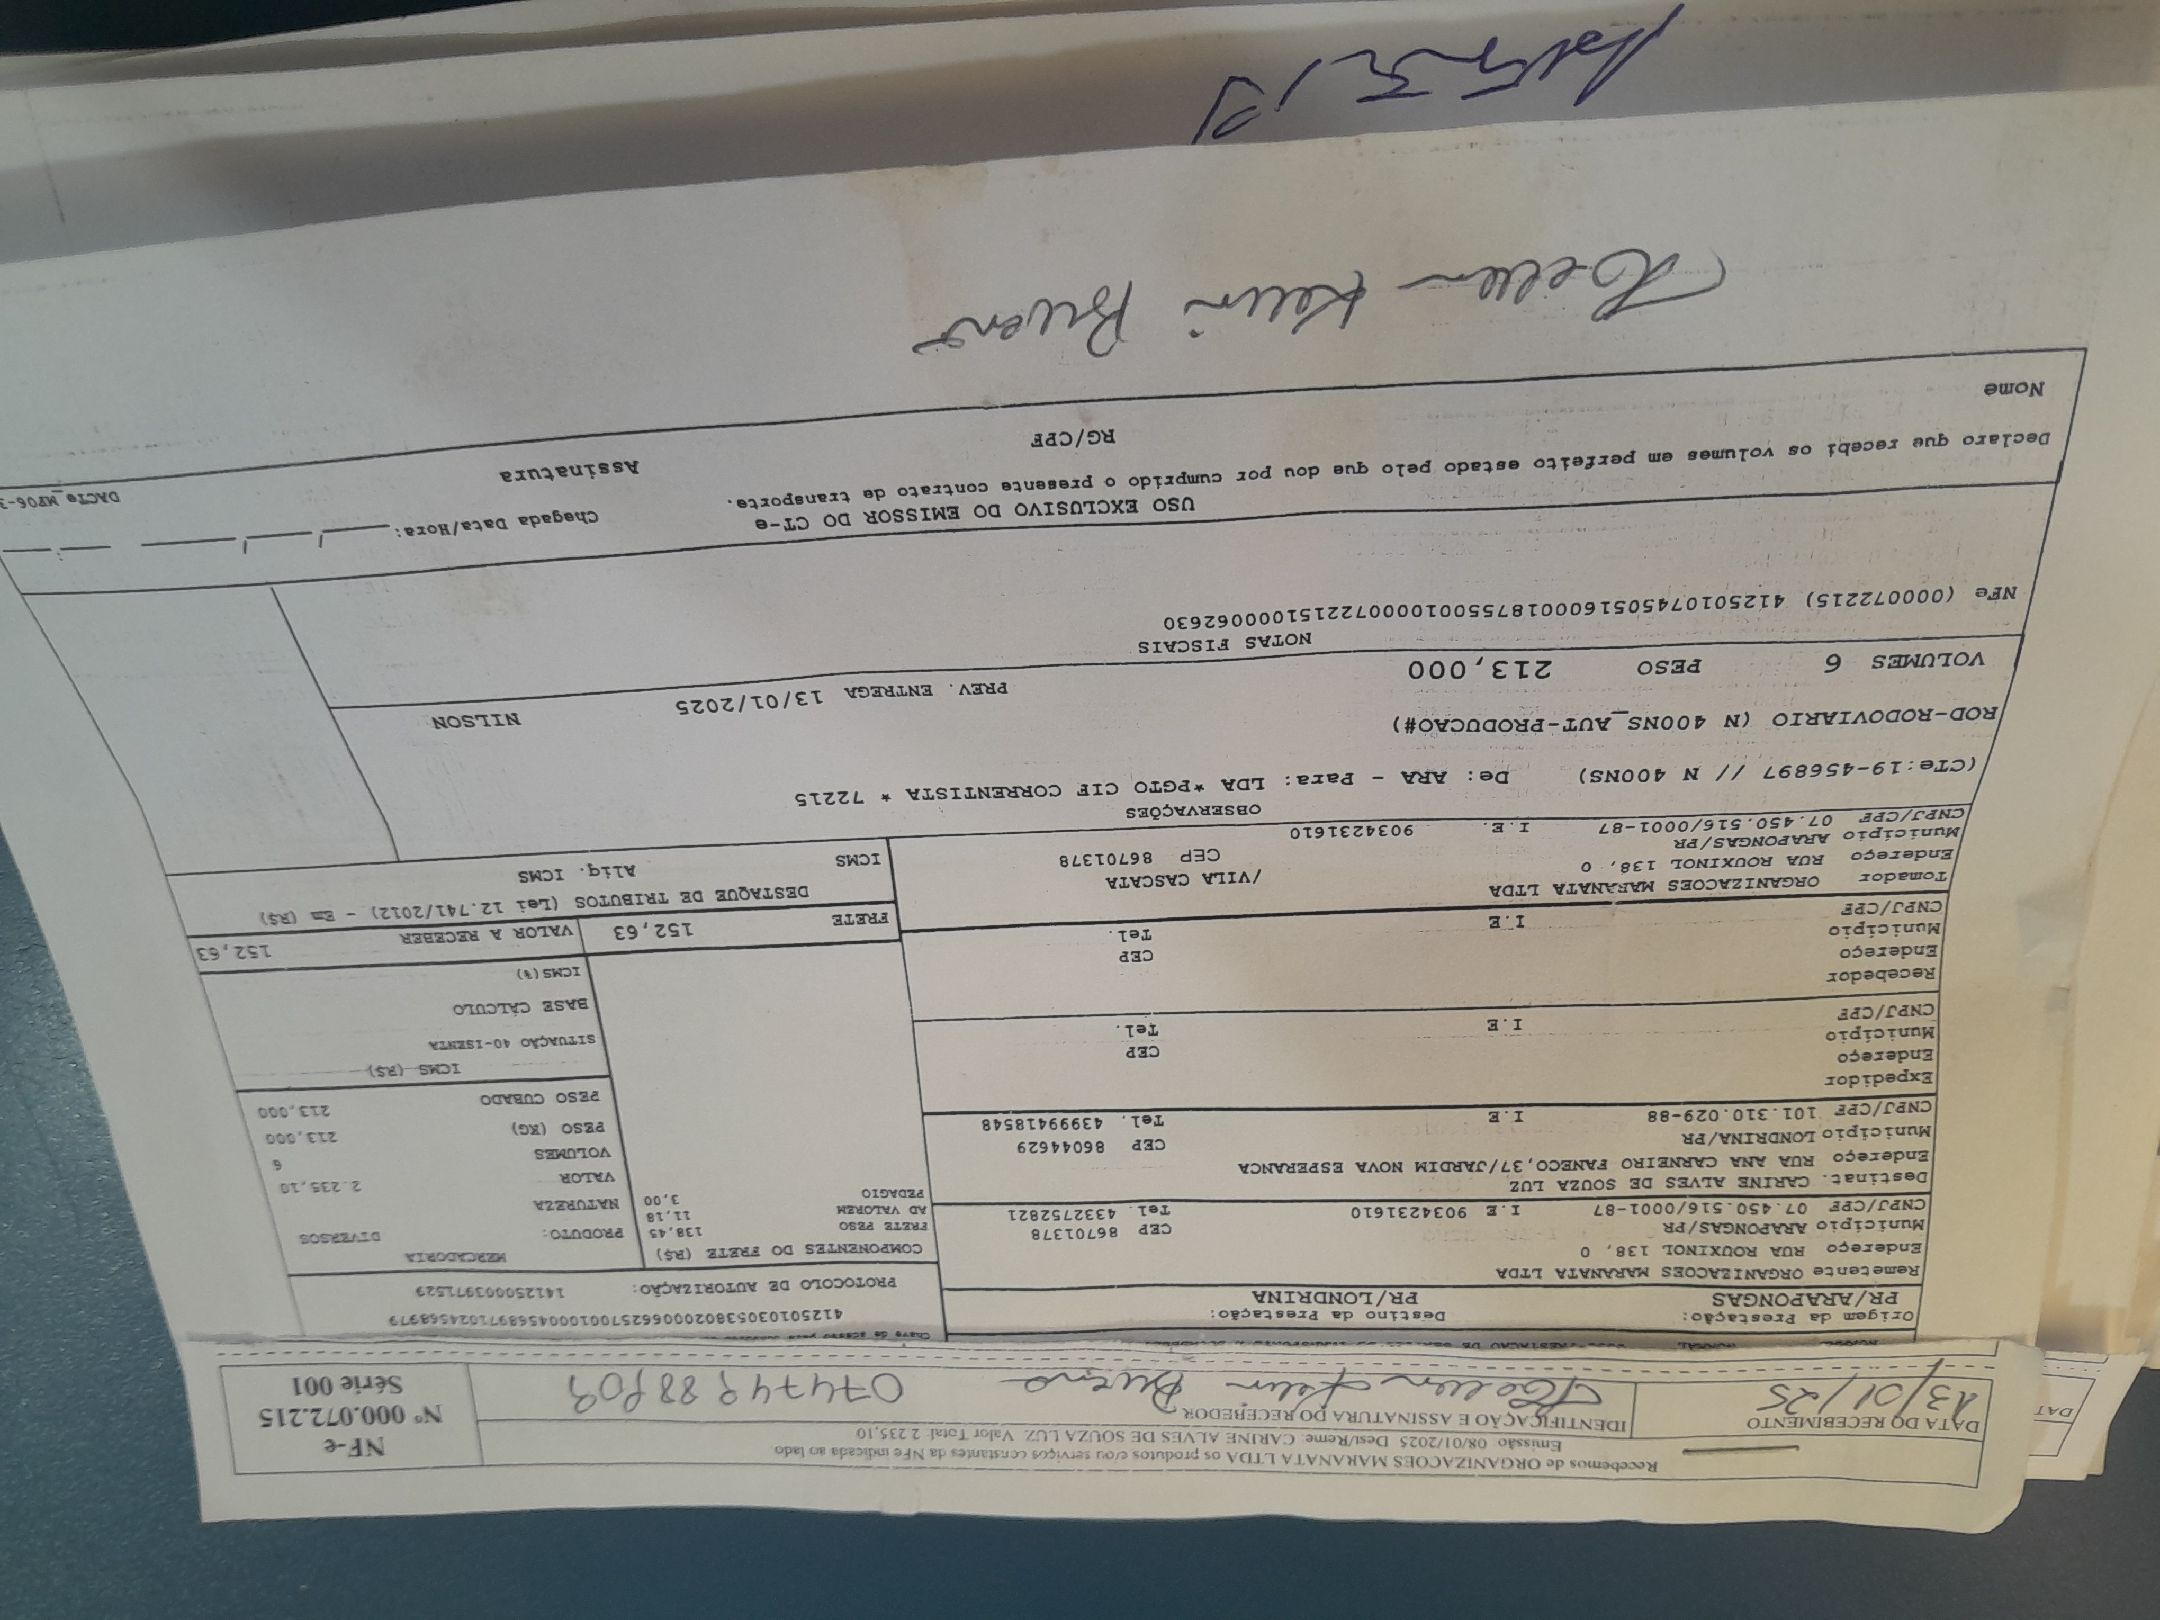 Recebemos de ORGANIZACOES MARANATA LTDA os produtos e/ou serviços constantes da NFe indicada ao lado
Emissão: 08/01/2025 Dest/Reme: CARINE ALVES DE SOUZA LUZ Valor Total: 2.235,10
DATA DO RECEBIMENTO
IDENTIFICAÇÃO E ASSINATURA DO RECEBEDOR
13/01/25
NF-e
Nº 000.072.215
Série 001
Origem da Prestação:
Destino da Prestação:
PR/ARAPONGAS
PR/LONDRINA
41250101030538020006625700100045689710245689 79
PROTOCOLO DE AUTORIZAÇÃO: 141250003971529
Remetente ORGANIZACOES MARANATA LTDA
Endereço RUA ROUXINOL 138, 0
Município ARAPONGAS/PR CEP 86701378
CNPJ/CPF 07.450.516/0001-87 I.E 9034231610 Tel. 4332752821
Destinat. CARINE ALVES DE SOUZA LUZ
Endereço RUA ANA CARNEIRO FANECO,37/JARDIM NOVA ESPERANCA
Município LONDRINA/PR CEP 86044629
CNPJ/CPF 101.310.029-88 I.E Tel. 43999418548
Expedidor
Endereço
Município CEP
CNPJ/CPF I.E Tel.
Recebedor
Endereço
Município CEP
CNPJ/CPF I.E Tel.
Tomador ORGANIZACOES MARANATA LTDA
Endereço RUA ROUXINOL 138, 0 /VILA CASCATA
Município ARAPONGAS/PR CEP 86701378
CNPJ/CPF 07.450.516/0001-87 I.E. 9034231610
COMPONENTES DO FRETE (R$)
FRETE PESO 138,45
AD VALOREM 11,18
PEDAGIO 3,00
MERCADORIA
PRODUTO: DIVERSOS
NATUREZA
VALOR 2.235,10
VOLUMES 6
PESO (KG) 213,000
PESO CUBADO 213,000
ICMS (R$)
SITUAÇÃO 40-ISENTA
BASE CÁLCULO
ICMS(%)
FRETE 152,63
VALOR A RECEBER 152,63
DESTAQUE DE TRIBUTOS (Lei 12.741/2012) - Em (R$)
ICMS Aliq. ICMS
OBSERVAÇÕES
(CTe:19-456897 // N 400NS) De: ARA - Para: LDA *PGTO CIF CORRENTISTA * 72215
ROD-RODOVIARIO (N 400NS_AUT-PRODUCAO#)
PREV. ENTREGA 13/01/2025 NILSON
VOLUMES 6 PESO 213,000
NOTAS FISCAIS
NFe (000072215) 41250107450516000187550010000722151000062630
USO EXCLUSIVO DO EMISSOR DO CT-e
Declaro que recebi os volumes em perfeito estado pelo que dou por cumprido o presente contrato de transporte.
Chegada Data/Hora: __/__/__ __:__
Nome RG/CPF Assinatura
Kelin Bueno